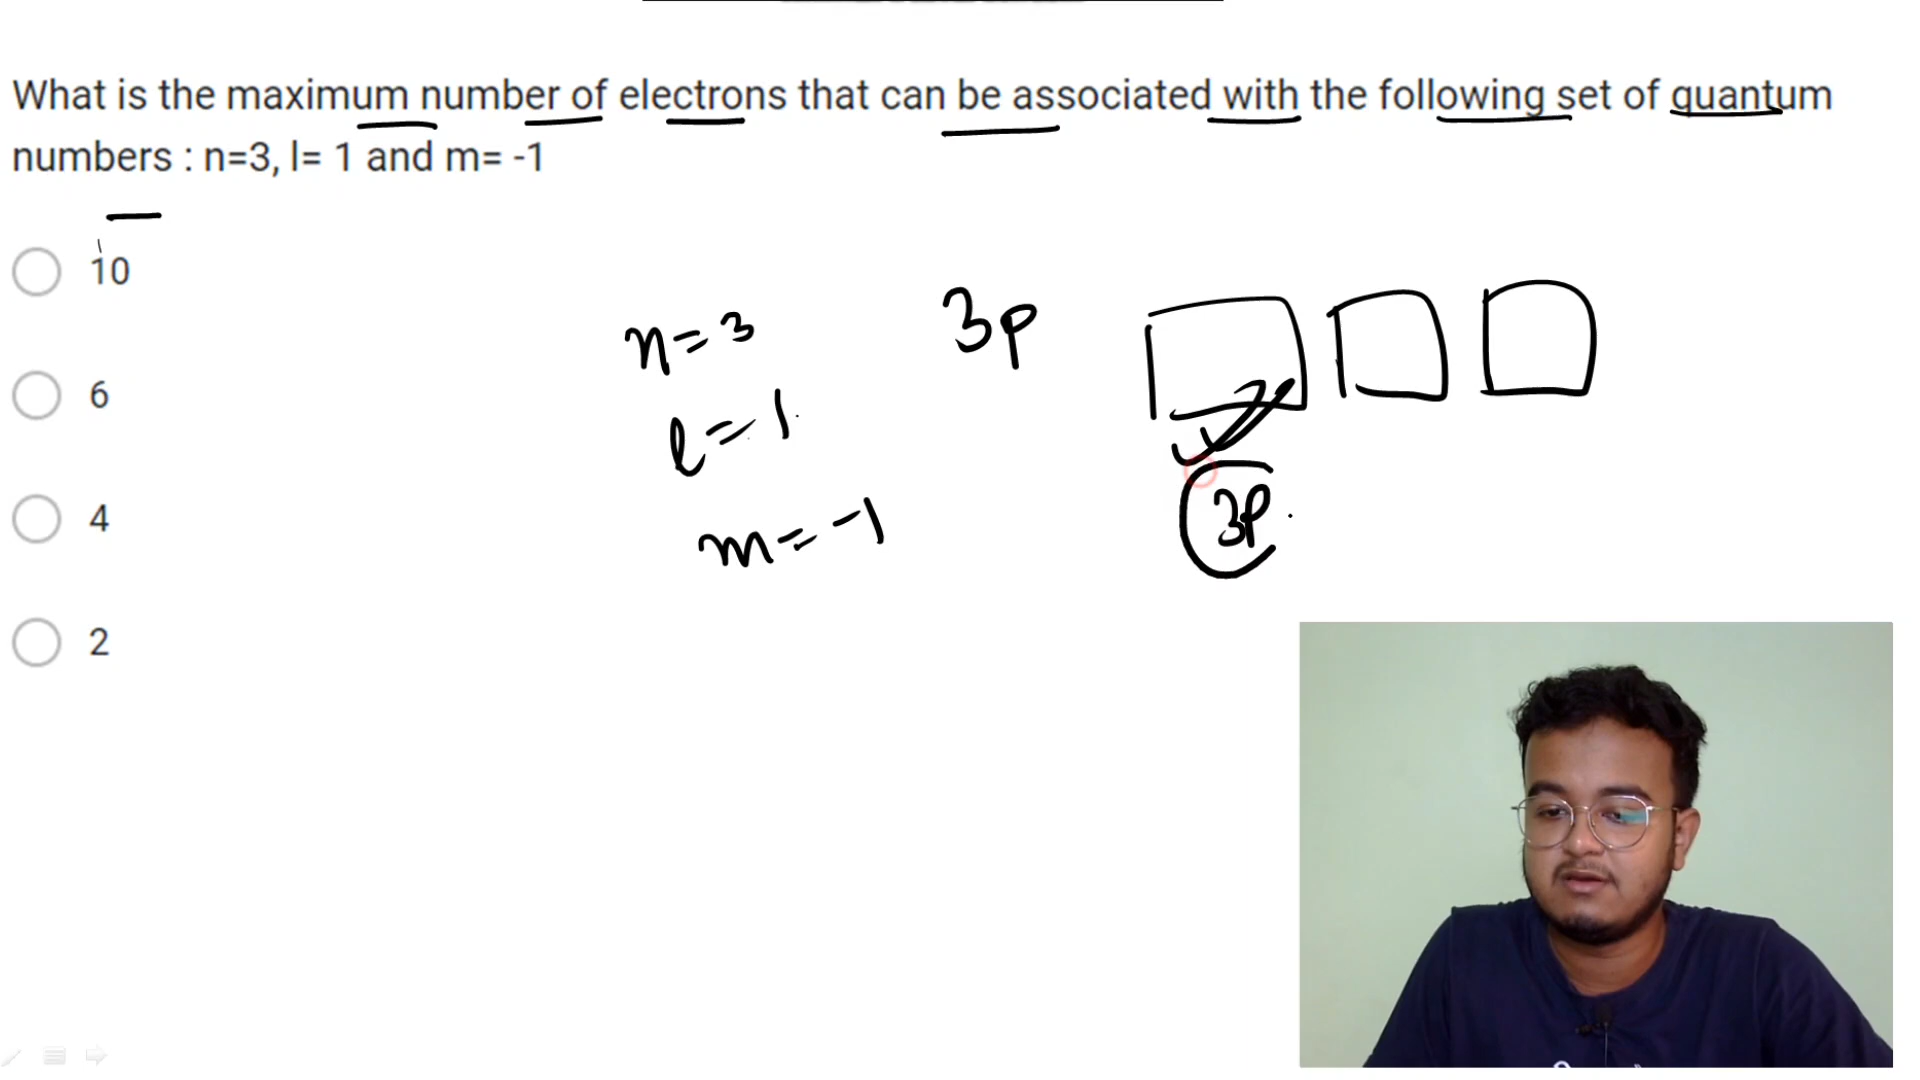 What is the maximum number of electrons that can be associated with the following set of quantum
numbers : n=3, l= 1 and m= -1
10
6
4
2
n=3
l=1
m=-1
3p
3p